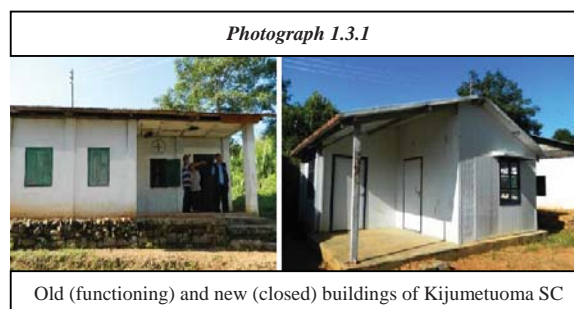 Photograph 1.3.1
Old (functioning) and new (closed) buildings of Kijumetuoma SC